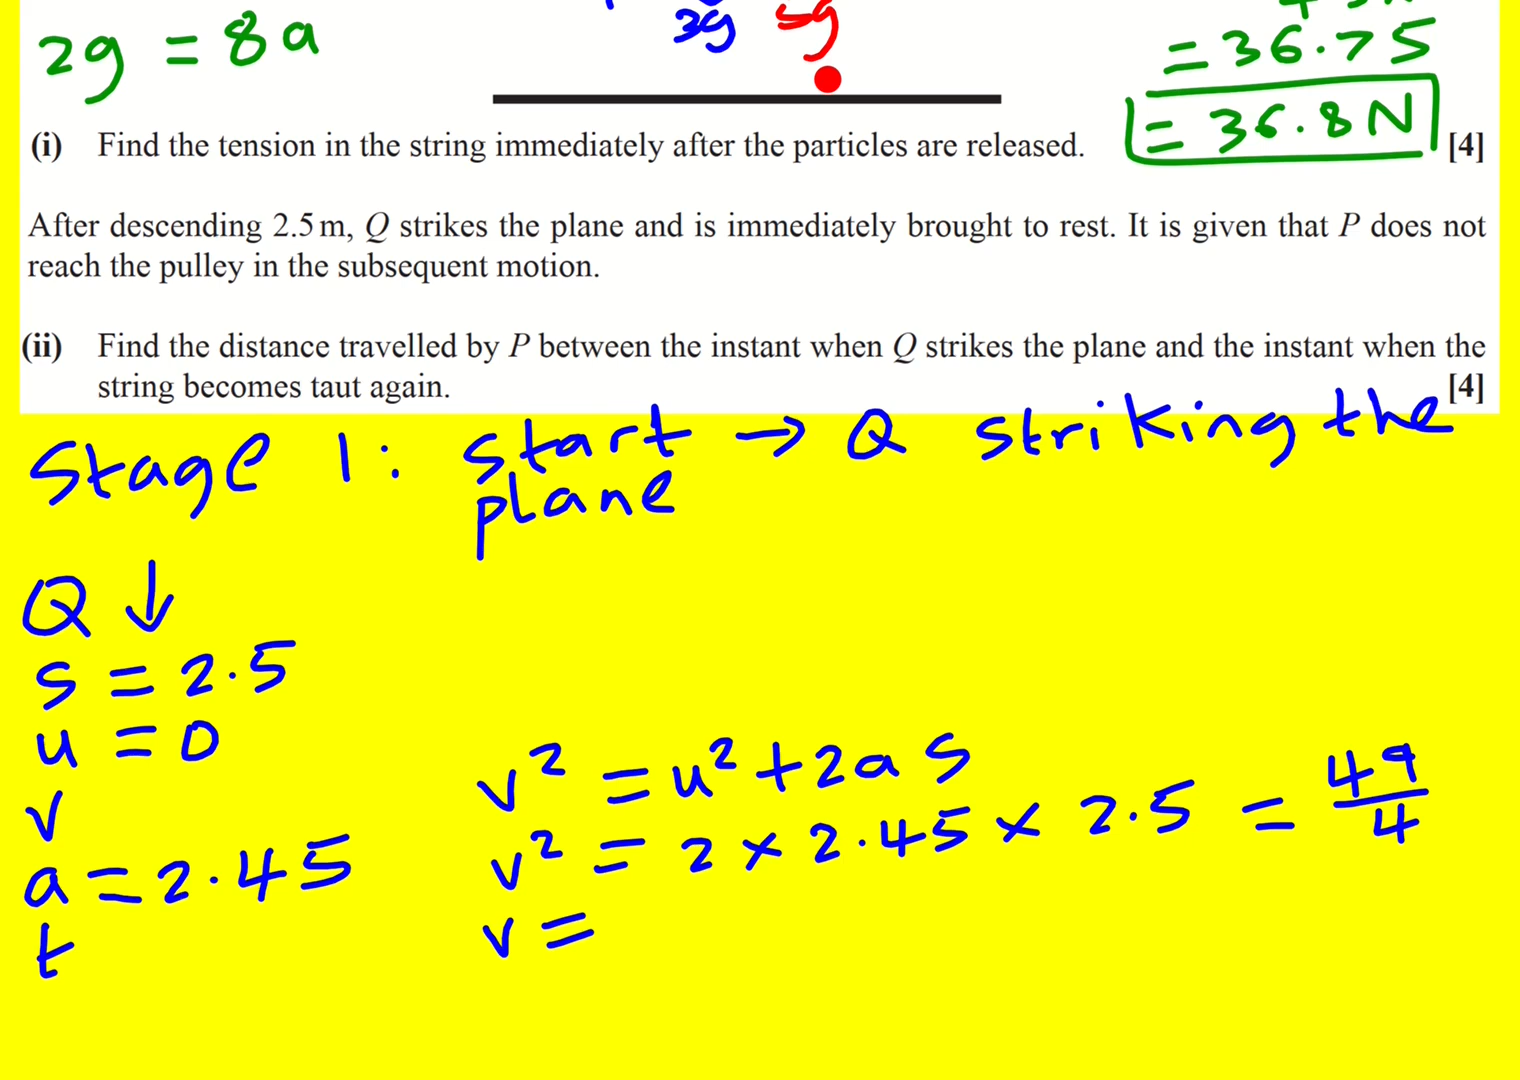 3g 5g
2g = 8a
= 36.75
= 36.8N
(i) Find the tension in the string immediately after the particles are released. [4]
After descending 2.5 m, Q strikes the plane and is immediately brought to rest. It is given that P does not
reach the pulley in the subsequent motion.
(ii) Find the distance travelled by P between the instant when Q strikes the plane and the instant when the
string becomes taut again. [4]
Stage 1: start → Q striking the
plane
Q ↓
s = 2.5
u = 0
v
a = 2.45
t
v² = u² + 2as
v² = 2 × 2.45 × 2.5 = 49/4
v =